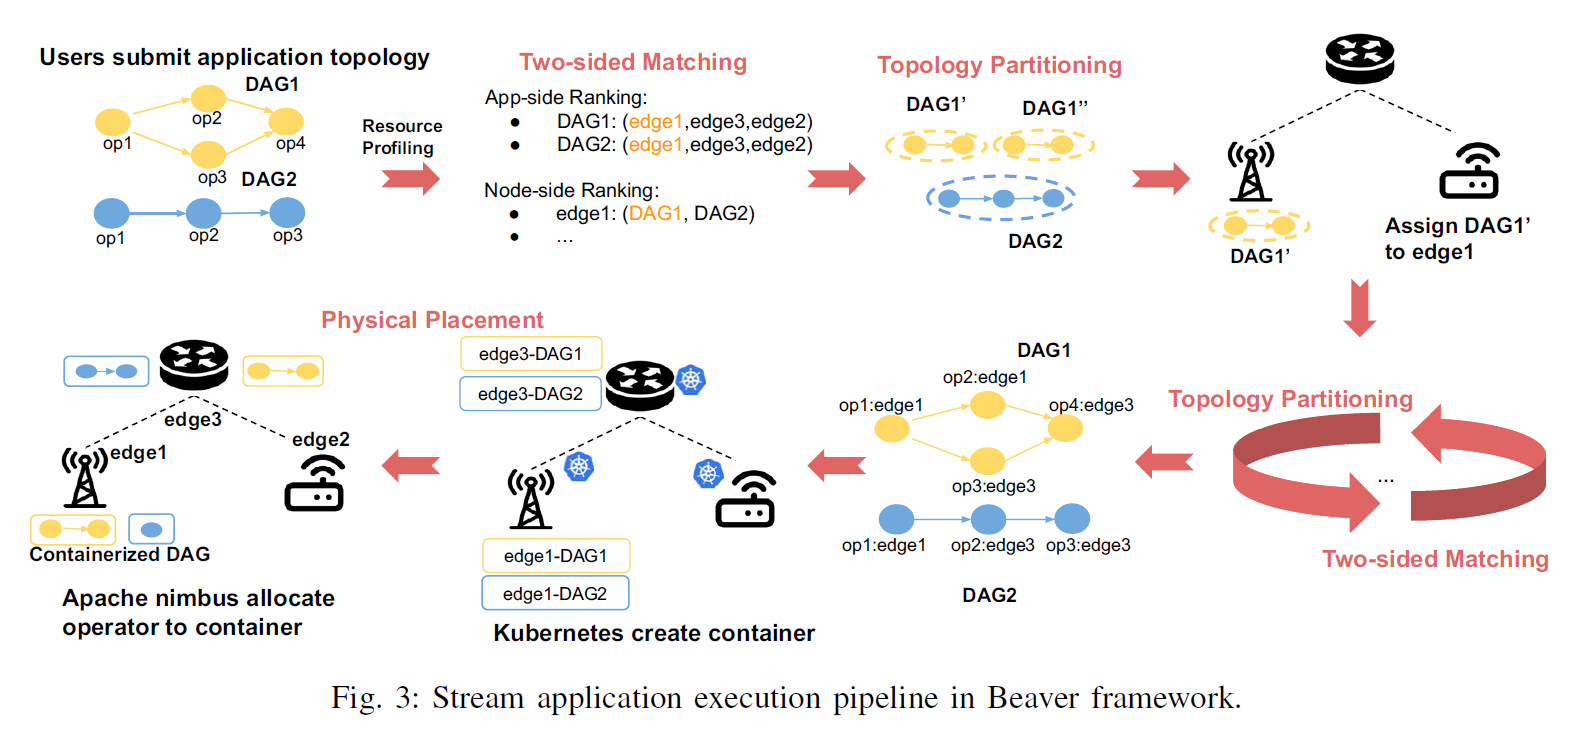 Users submit application topology
DAG1
op2
op1
op4
op3
DAG2
op1
op2
op3
Resource
Profiling
Two-sided Matching
App-side Ranking:
● DAG1: (edge1,edge3,edge2)
● DAG2: (edge1,edge3,edge2)
Node-side Ranking:
● edge1: (DAG1, DAG2)
● ...
Topology Partitioning
DAG1'
DAG1''
DAG2
DAG1'
Assign DAG1'
to edge1
Topology Partitioning
...
Two-sided Matching
DAG1
op2:edge1
op1:edge1
op4:edge3
op3:edge3
op1:edge1
op2:edge3
op3:edge3
DAG2
Physical Placement
edge3-DAG1
edge3-DAG2
edge1-DAG1
edge1-DAG2
Kubernetes create container
edge3
edge1
edge2
Containerized DAG
Apache nimbus allocate
operator to container
Fig. 3: Stream application execution pipeline in Beaver framework.